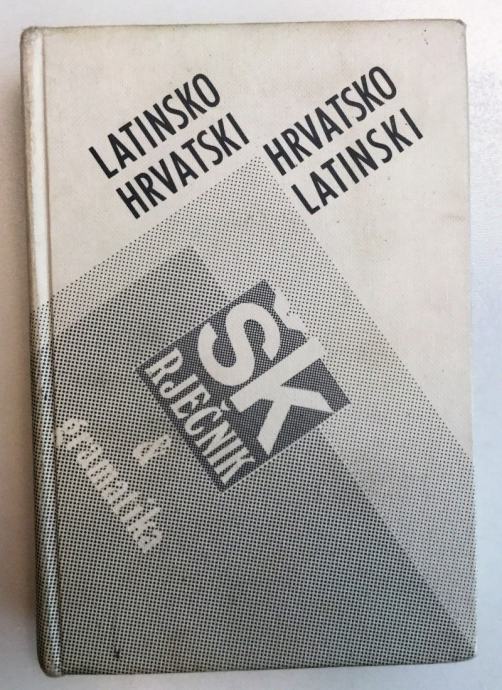 LATINSKO
HRVATSKI
HRVATSKO
LATINSKI
šk
RJEČNIK
&
gramatika